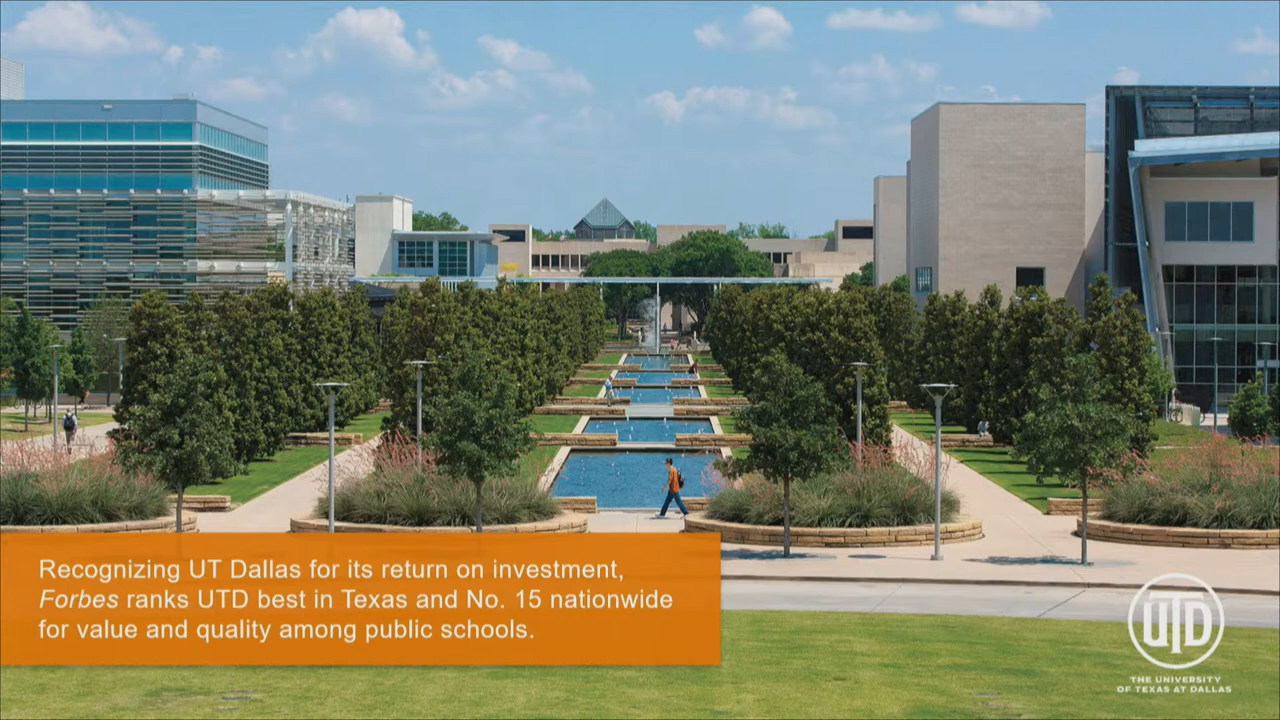 Recognizing UT Dallas for its return on investment,
Forbes ranks UTD best in Texas and No. 15 nationwide
for value and quality among public schools.
UTD
THE UNIVERSITY
OF TEXAS AT DALLAS